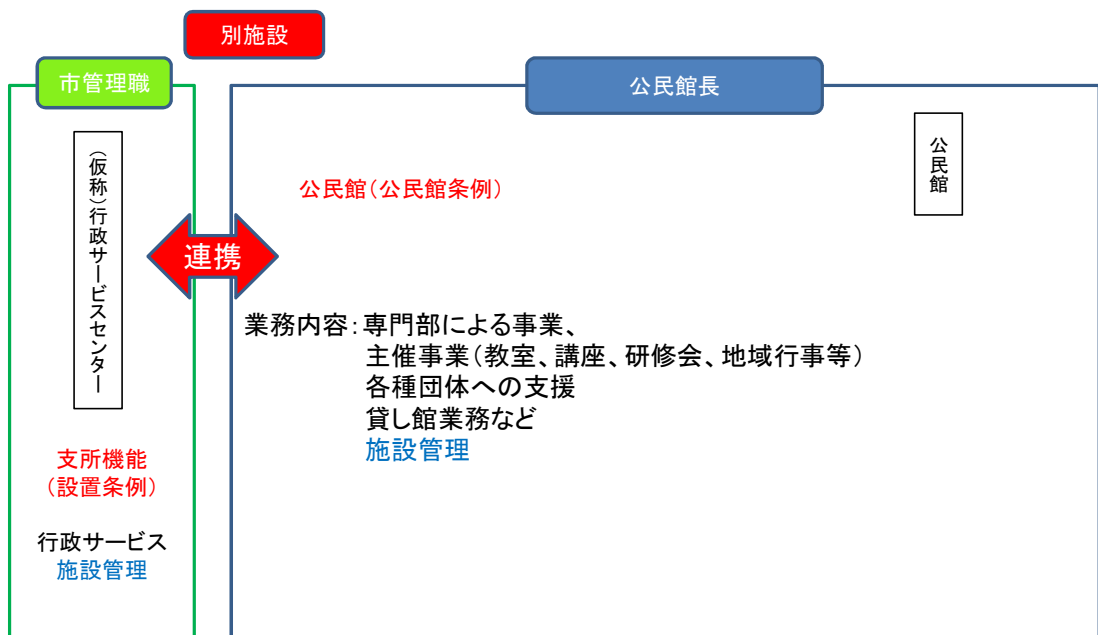 別施設
市管理職
(仮称)行政サービスセンター
支所機能
(設置条例)
行政サービス
施設管理
連携
公民館長
公民館
公民館(公民館条例)
業務内容:専門部による事業、
主催事業(教室、講座、研修会、地域行事等)
各種団体への支援
貸し館業務など
施設管理